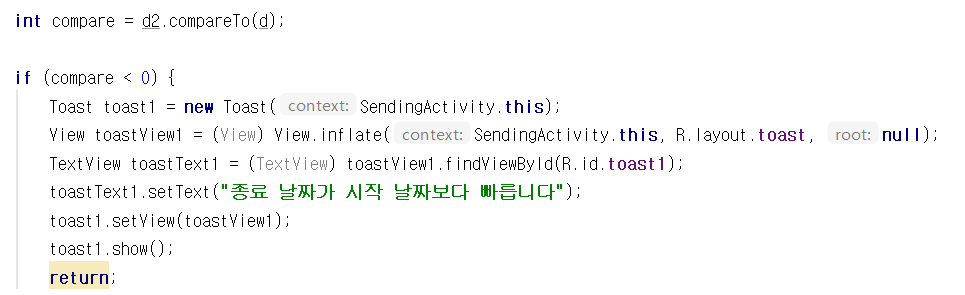 int compare = d2.compareTo(d);
if (compare < 0) {
Toast toast1 = new Toast( context: SendingActivity.this);
View toastView1 = (View) View.inflate( context: SendingActivity.this, R.layout.toast, root: null);
TextView toastText1 = (TextView) toastView1.findViewById(R.id.toast1);
toastText1.setText("종료 날짜가 시작 날짜보다 빠릅니다");
toast1.setView(toastView1);
toast1.show();
return;